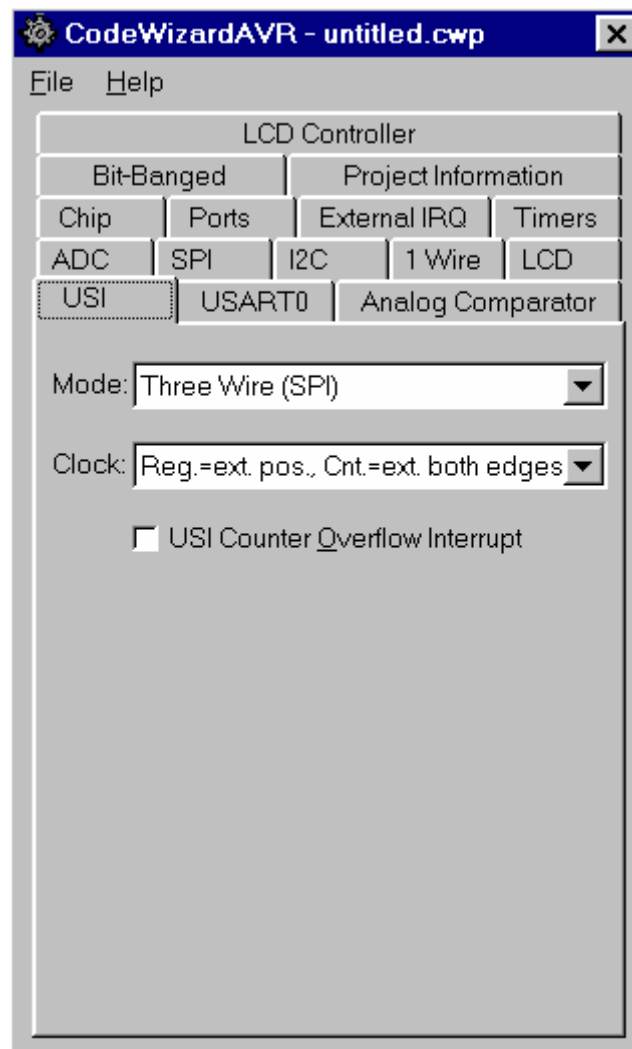 CodeWizardAVR - untitled.cwp
File Help
LCD Controller
Bit-Banged Project Information
Chip Ports External IRQ Timers
ADC SPI I2C 1 Wire LCD
USI USART0 Analog Comparator
Mode: Three Wire (SPI)
Clock: Reg.=ext. pos., Cnt.=ext. both edges
USI Counter Overflow Interrupt